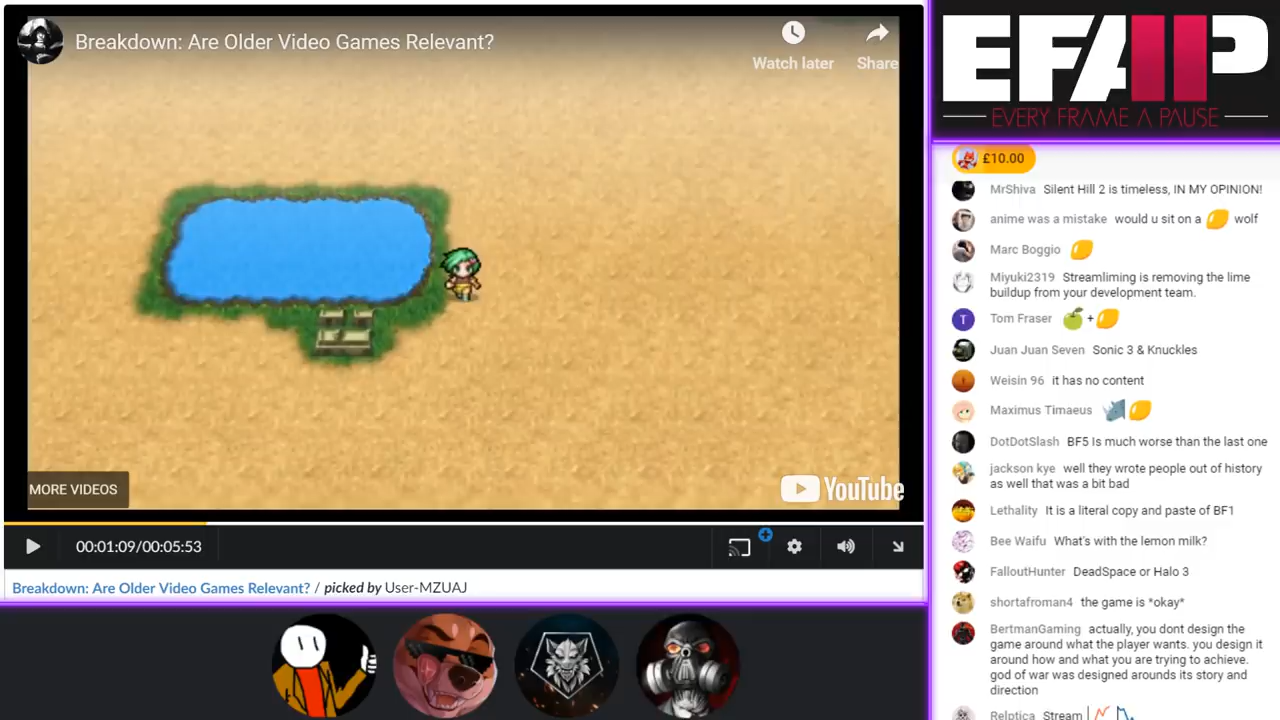 Breakdown: Are Older Video Games Relevant?
Watch later
Share
MORE VIDEOS
YouTube
00:01:09/00:05:53
Breakdown: Are Older Video Games Relevant? / picked by User-MZUAJ
EFAP
EVERY FRAME A PAUSE
£10.00
MrShiva Silent Hill 2 is timeless, IN MY OPINION!
anime was a mistake would u sit on a 🍋 wolf
Marc Boggio 🍋
Miyuki2319 Streamliming is removing the lime
buildup from your development team.
T Tom Fraser 🍏 + 🍋
Juan Juan Seven Sonic 3 & Knuckles
Weisin 96 it has no content
Maximus Timaeus 🦏🍋
DotDotSlash BF5 Is much worse than the last one
jackson kye well they wrote people out of history
as well that was a bit bad
Lethality It is a literal copy and paste of BF1
Bee Waifu What's with the lemon milk?
FalloutHunter DeadSpace or Halo 3
shortafroman4 the game is *okay*
BertmanGaming actually, you dont design the
game around what the player wants. you design it
around how and what you are trying to achieve.
god of war was designed arounds its story and
direction
Relptica Stream 📈 📉